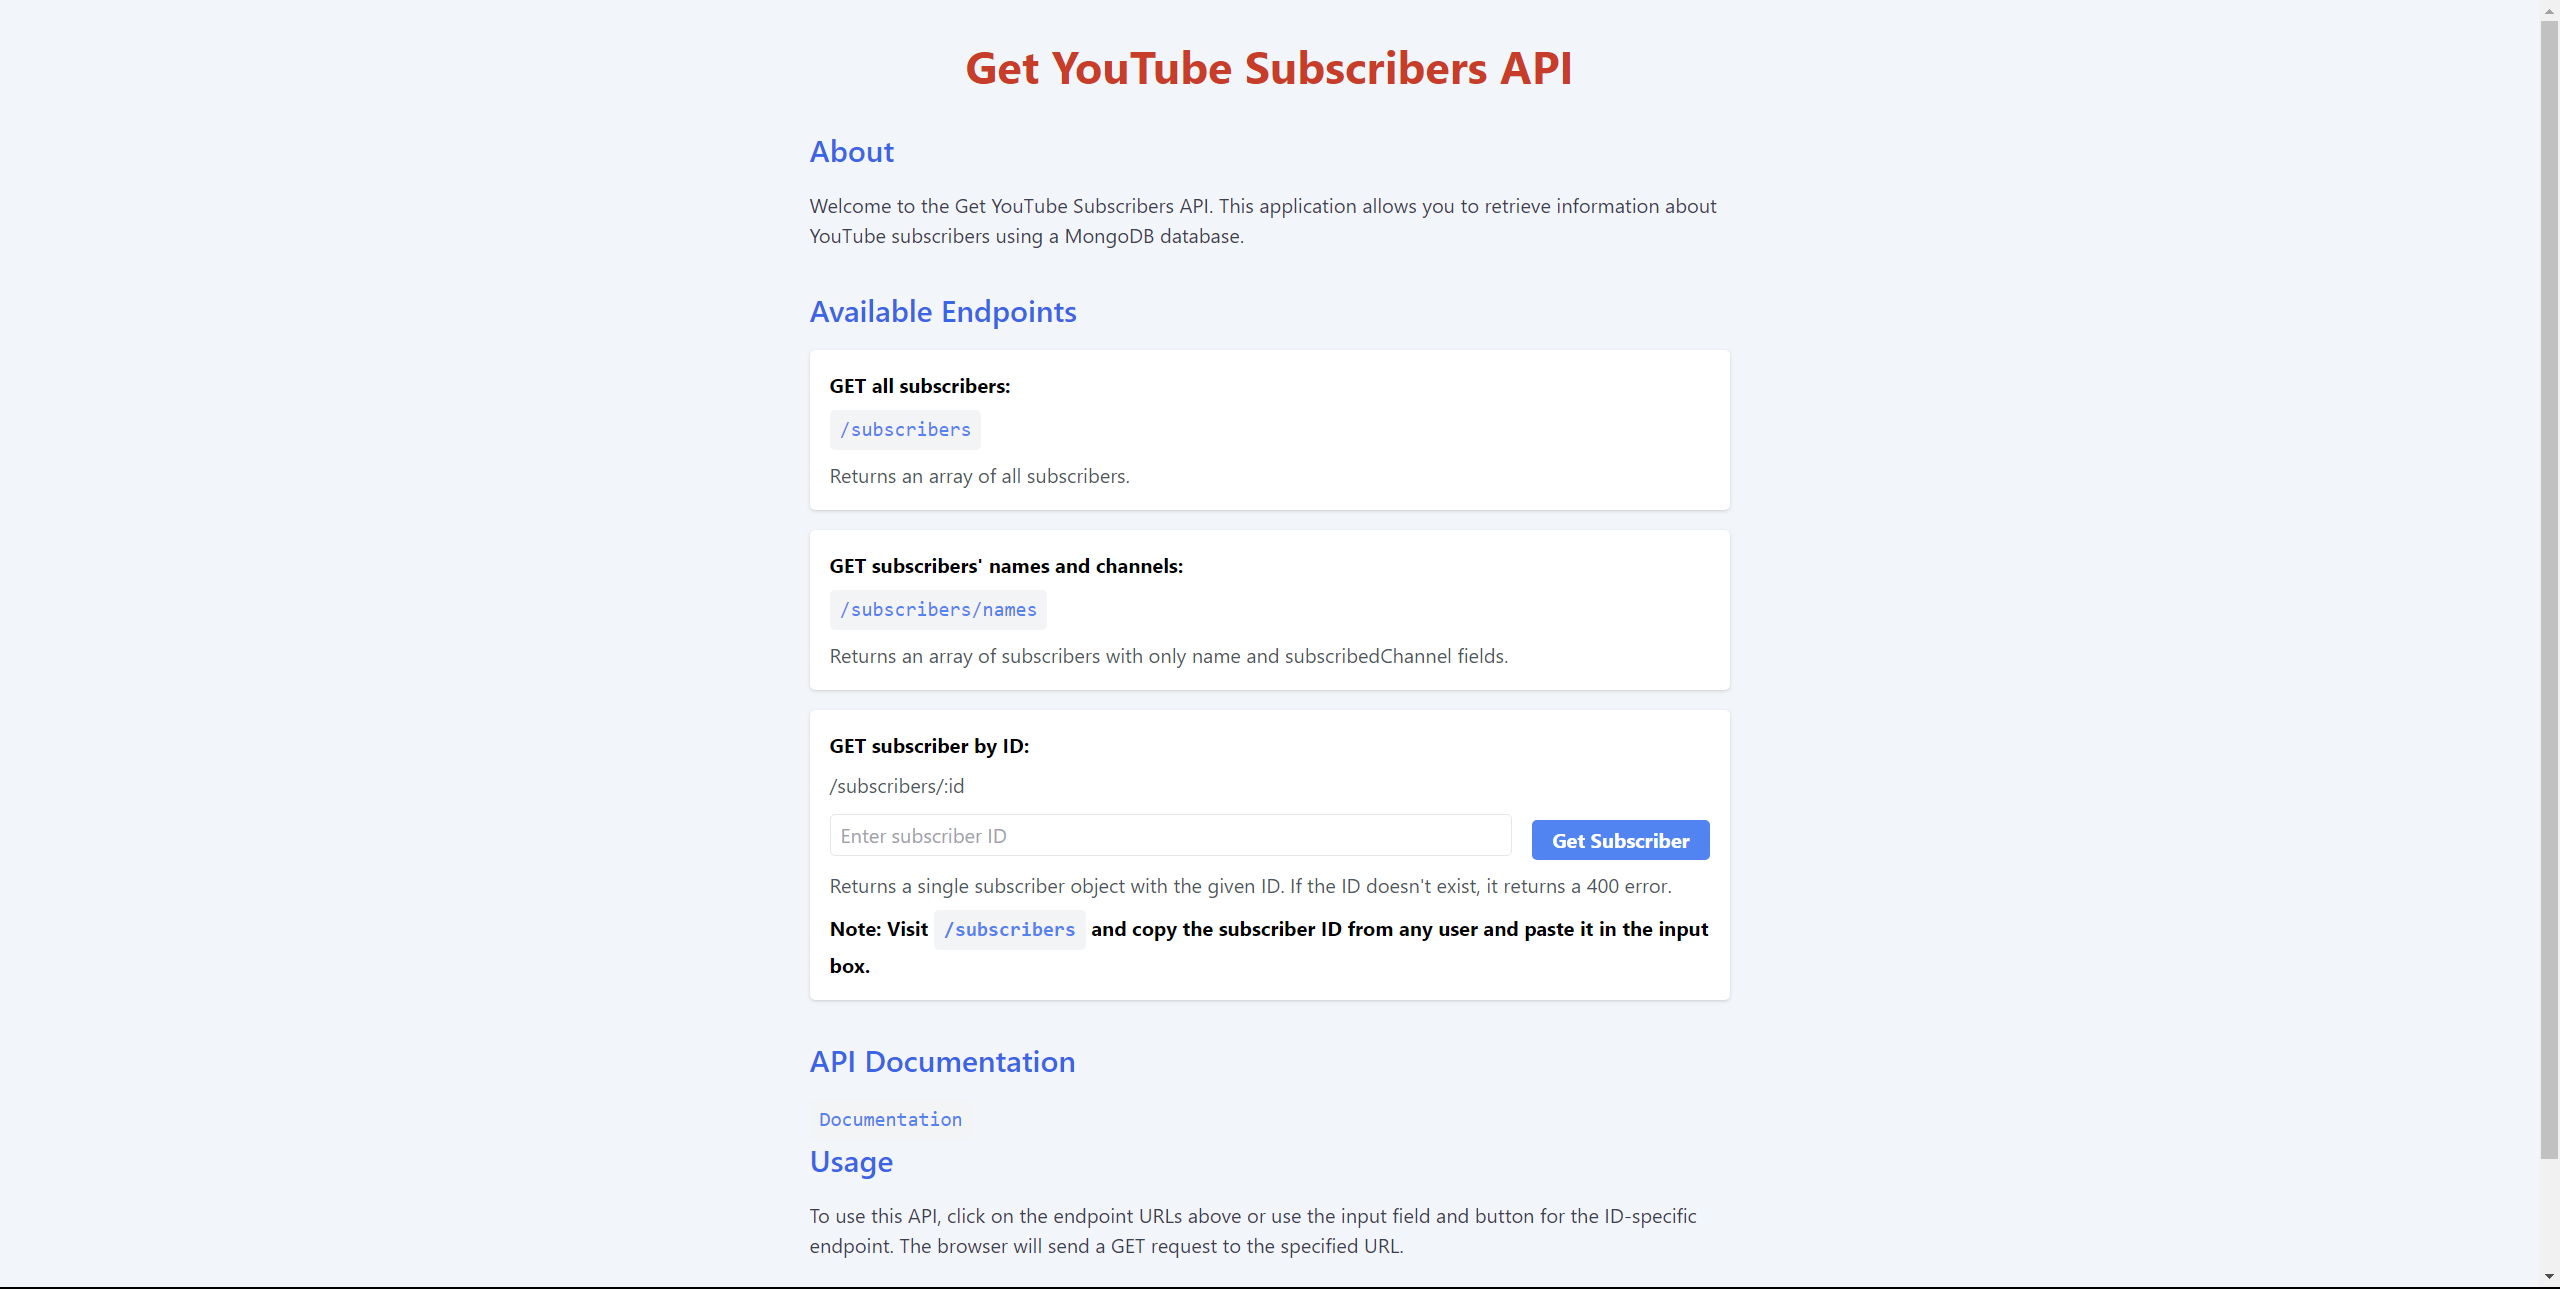 Get YouTube Subscribers API
About
Welcome to the Get YouTube Subscribers API. This application allows you to retrieve information about
YouTube subscribers using a MongoDB database.
Available Endpoints
GET all subscribers:
/subscribers
Returns an array of all subscribers.
GET subscribers' names and channels:
/subscribers/names
Returns an array of subscribers with only name and subscribedChannel fields.
GET subscriber by ID:
/subscribers/:id
Enter subscriber ID
Get Subscriber
Returns a single subscriber object with the given ID. If the ID doesn't exist, it returns a 400 error.
Note: Visit /subscribers and copy the subscriber ID from any user and paste it in the input
box.
API Documentation
Documentation
Usage
To use this API, click on the endpoint URLs above or use the input field and button for the ID-specific
endpoint. The browser will send a GET request to the specified URL.